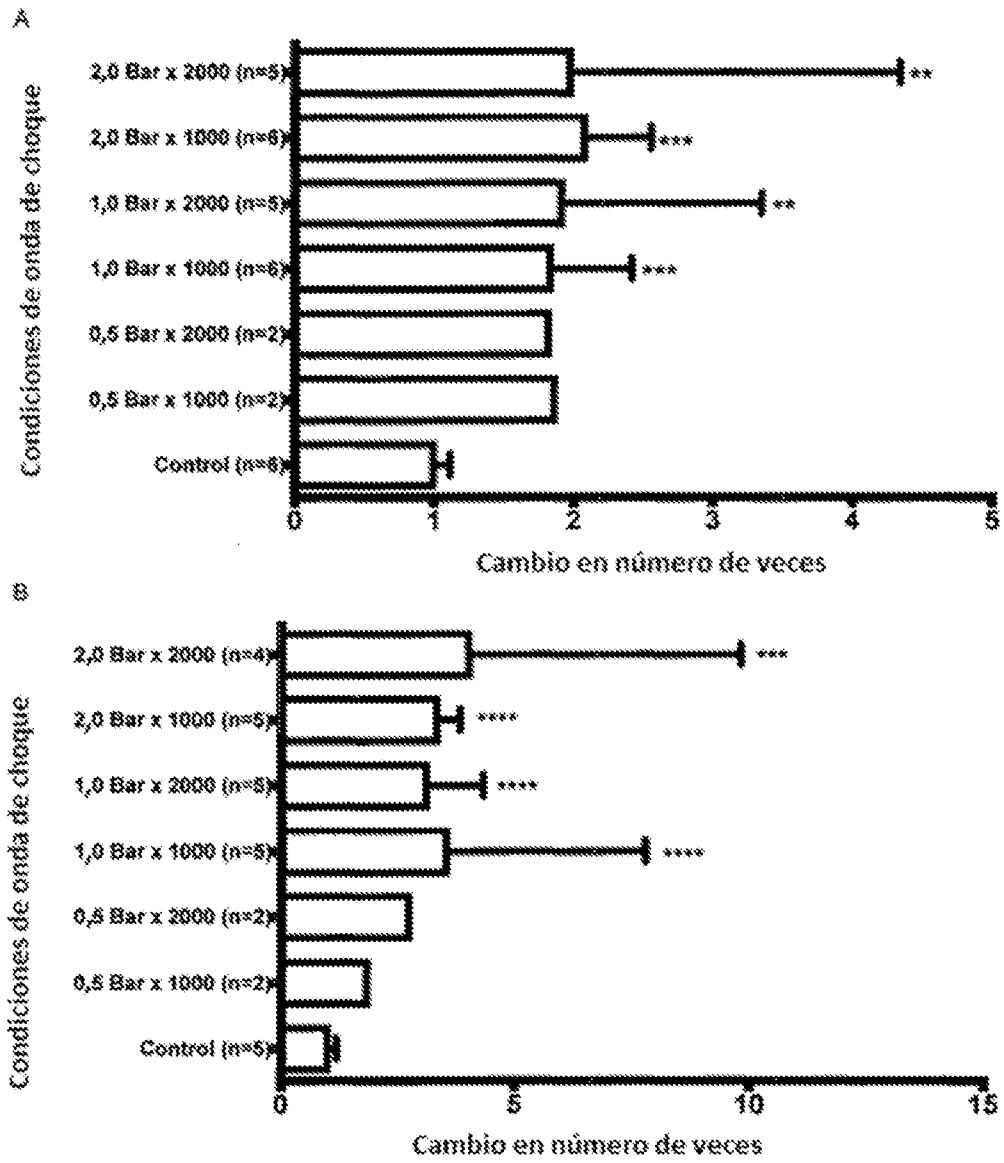 A
Condiciones de onda de choque
2,0 Bar x 2000 (n=5)
**
2,0 Bar x 1000 (n=6)
***
1,0 Bar x 2000 (n=5)
**
1,0 Bar x 1000 (n=6)
***
0,5 Bar x 2000 (n=2)
0,5 Bar x 1000 (n=2)
Control (n=6)
0 1 2 3 4 5
Cambio en número de veces
B
Condiciones de onda de choque
2,0 Bar x 2000 (n=4)
***
2,0 Bar x 1000 (n=5)
****
1,0 Bar x 2000 (n=5)
****
1,0 Bar x 1000 (n=5)
****
0,5 Bar x 2000 (n=2)
0,5 Bar x 1000 (n=2)
Control (n=5)
0 5 10 15
Cambio en número de veces